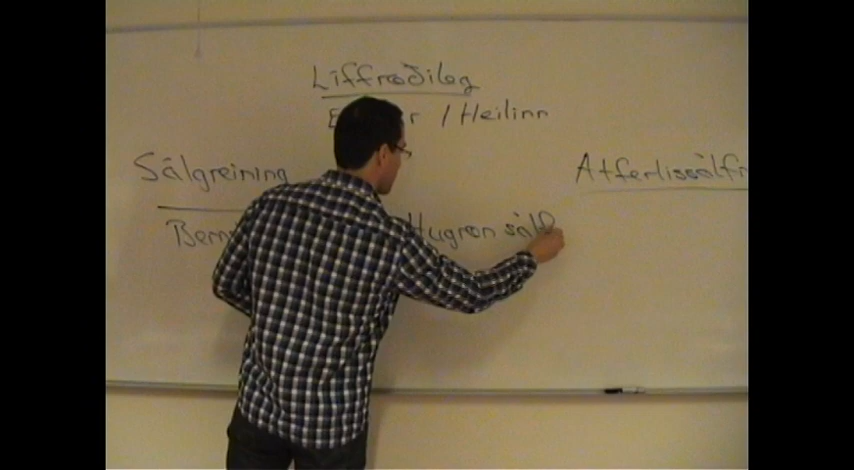 Líffræðileg
/ Heilinn
Sálgreining
Atferlissálfr
Hugræn sálf